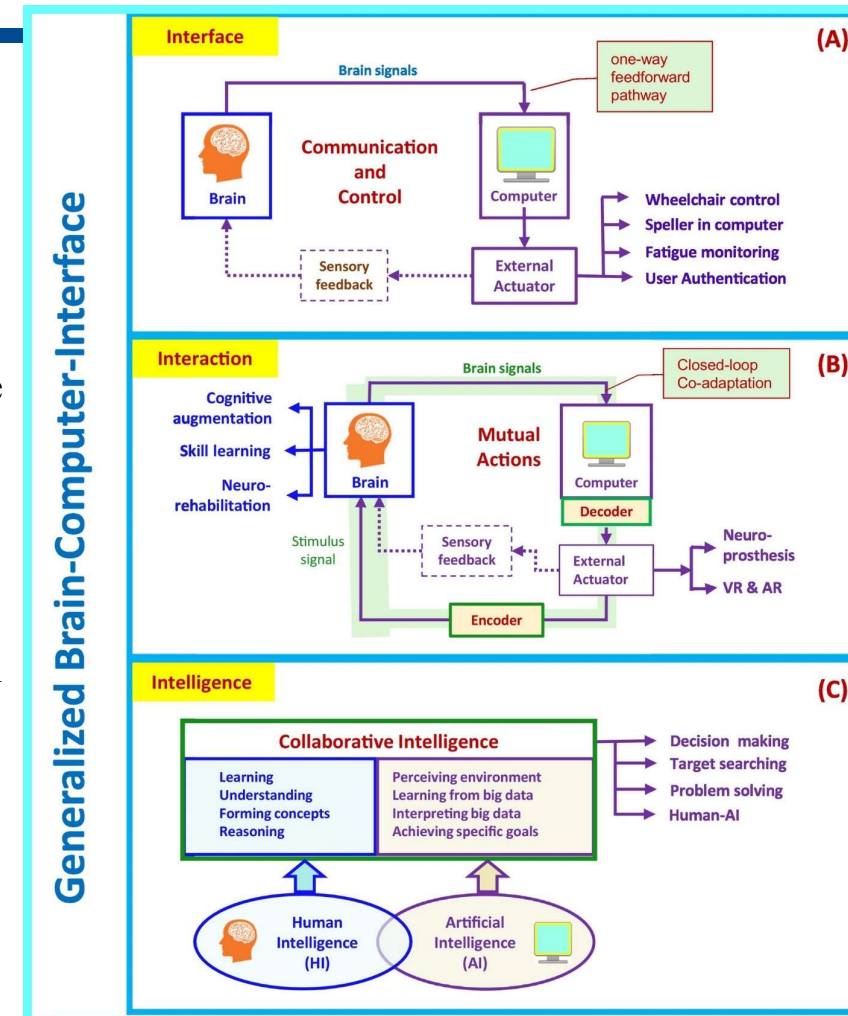 Generalized Brain-Computer-Interface
Interface
(A)
Brain signals
one-way
feedforward
pathway
Communication
and
Control
Brain
Computer
Sensory
feedback
External
Actuator
Wheelchair control
Speller in computer
Fatigue monitoring
User Authentication
Interaction
(B)
Brain signals
Closed-loop
Co-adaptation
Cognitive
augmentation
Skill learning
Neuro-
rehabilitation
Brain
Mutual
Actions
Computer
Decoder
Stimulus
signal
Sensory
feedback
External
Actuator
Neuro-
prosthesis
VR & AR
Encoder
Intelligence
(C)
Collaborative Intelligence
Learning
Understanding
Forming concepts
Reasoning
Perceiving environment
Learning from big data
Interpreting big data
Achieving specific goals
Decision making
Target searching
Problem solving
Human-AI
Human
Intelligence
(HI)
Artificial
Intelligence
(AI)